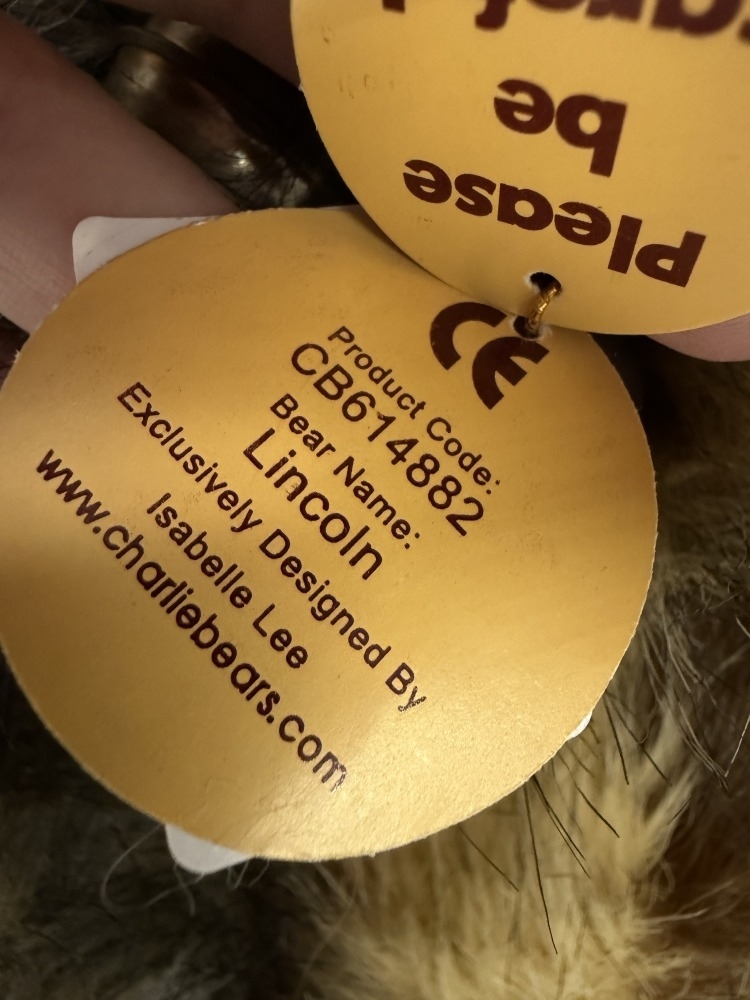 Please
be
CE
Product Code:
CB614882
Bear Name:
Lincoln
Exclusively Designed By
Isabelle Lee
www.charliebears.com